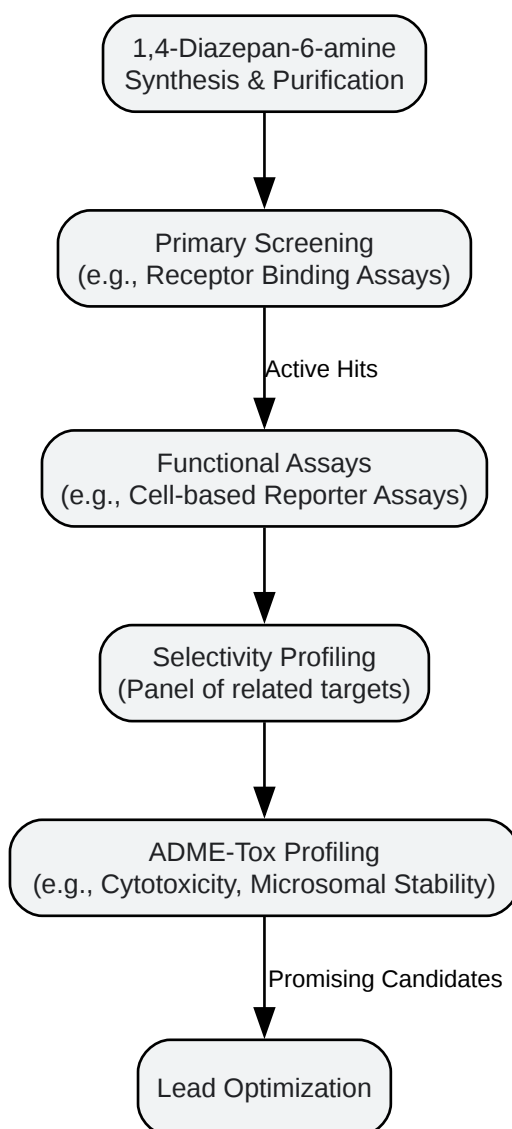 1,4-Diazepan-6-amine
Synthesis & Purification
Primary Screening
(e.g., Receptor Binding Assays)
Active Hits
Functional Assays
(e.g., Cell-based Reporter Assays)
Selectivity Profiling
(Panel of related targets)
ADME-Tox Profiling
(e.g., Cytotoxicity, Microsomal Stability)
Promising Candidates
Lead Optimization